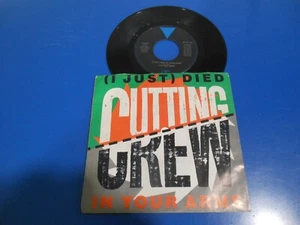 (I JUST) DIED
CUTTING
CREW
IN YOUR ARMS